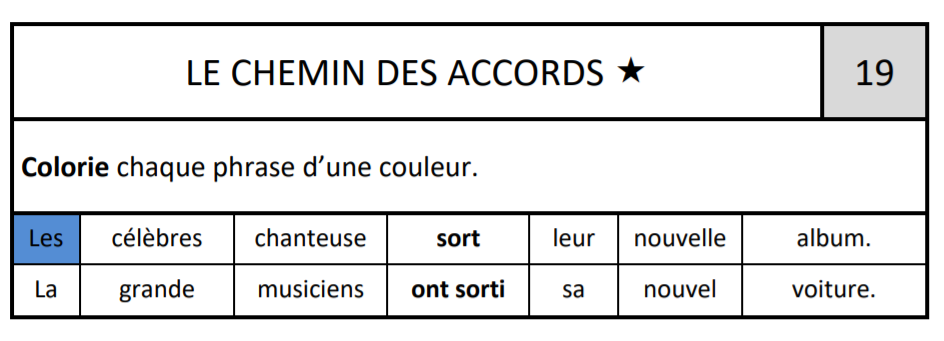 LE CHEMIN DES ACCORDS ★ 19
Colorie chaque phrase d’une couleur.
Les célèbres chanteuse sort leur nouvelle album.
La grande musiciens ont sorti sa nouvel voiture.